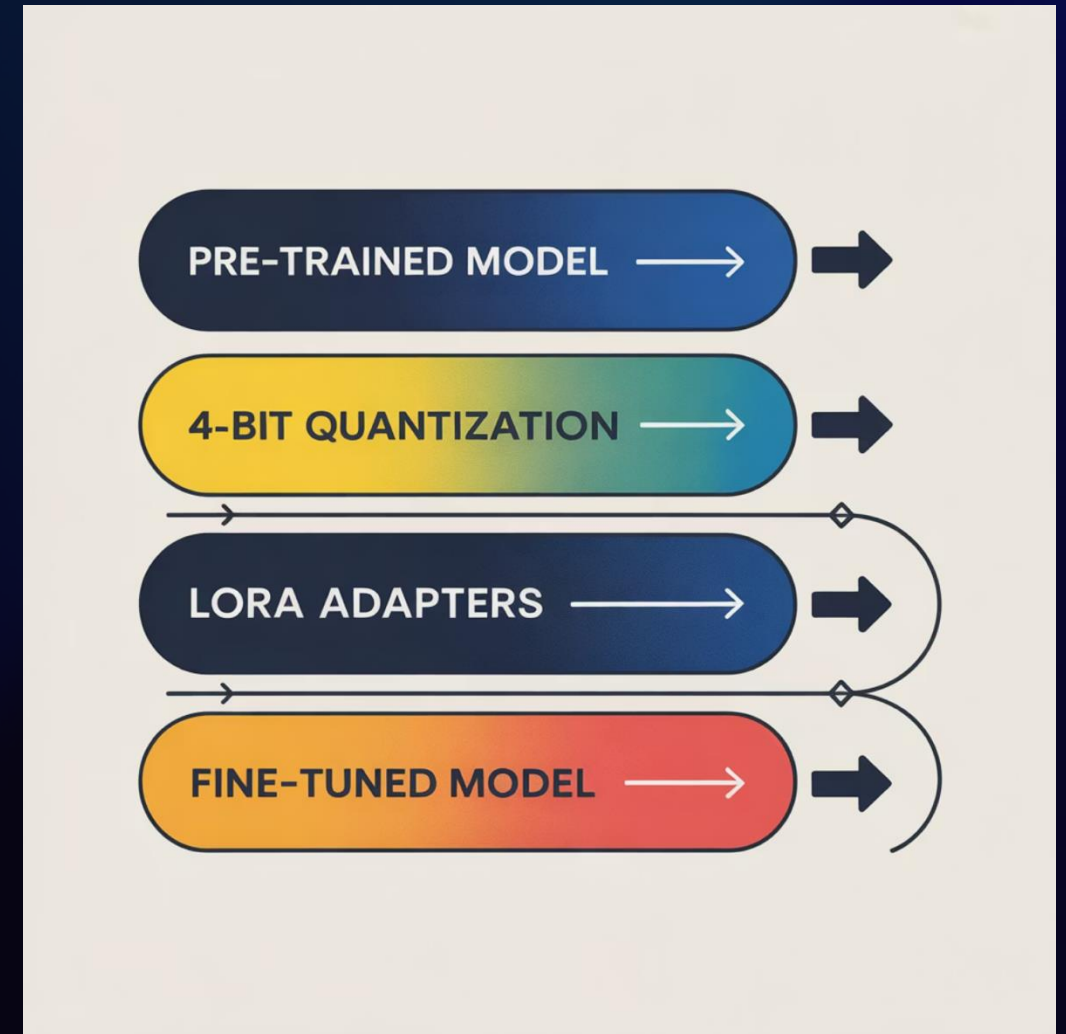 PRE-TRAINED MODEL
4-BIT QUANTIZATION
LORA ADAPTERS
FINE-TUNED MODEL